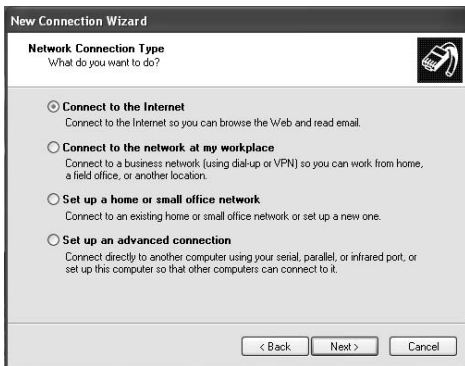 New Connection Wizard
Network Connection Type
What do you want to do?
Connect to the Internet
Connect to the Internet so you can browse the Web and read email.
Connect to the network at my workplace
Connect to a business network (using dial-up or VPN) so you can work from home,
a field office, or another location.
Set up a home or small office network
Connect to an existing home or small office network or set up a new one.
Set up an advanced connection
Connect directly to another computer using your serial, parallel, or infrared port, or
set up this computer so that other computers can connect to it.
< Back Next > Cancel